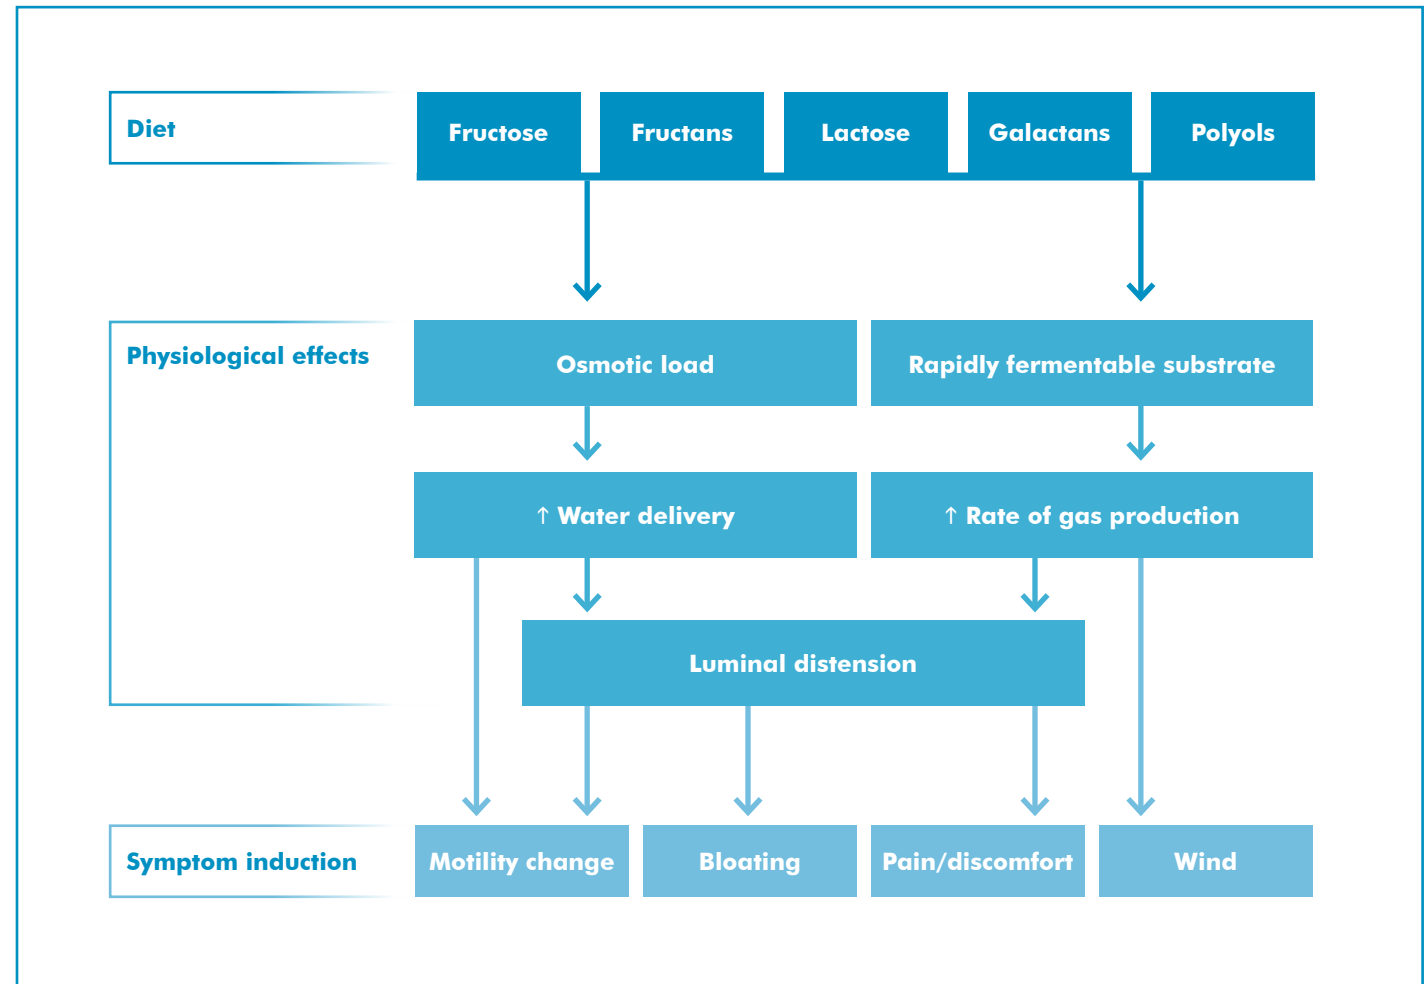 Diet
Fructose
Fructans
Lactose
Galactans
Polyols
Physiological effects
Osmotic load
Rapidly fermentable substrate
↑ Water delivery
↑ Rate of gas production
Luminal distension
Symptom induction
Motility change
Bloating
Pain/discomfort
Wind